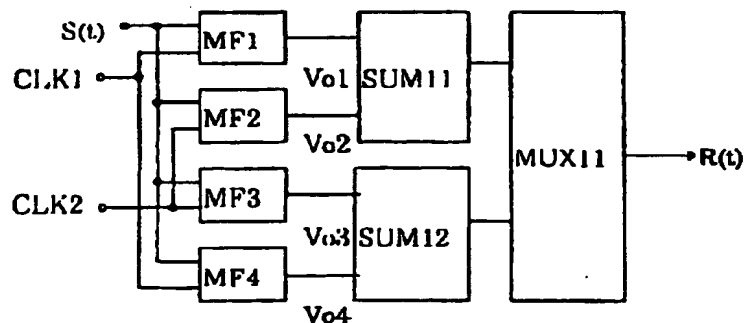 S(t)
MF1
CLK1
Vo1
SUM11
MF2
Vo2
MUX11
R(t)
MF3
CLK2
Vo3
SUM12
MF4
Vo4